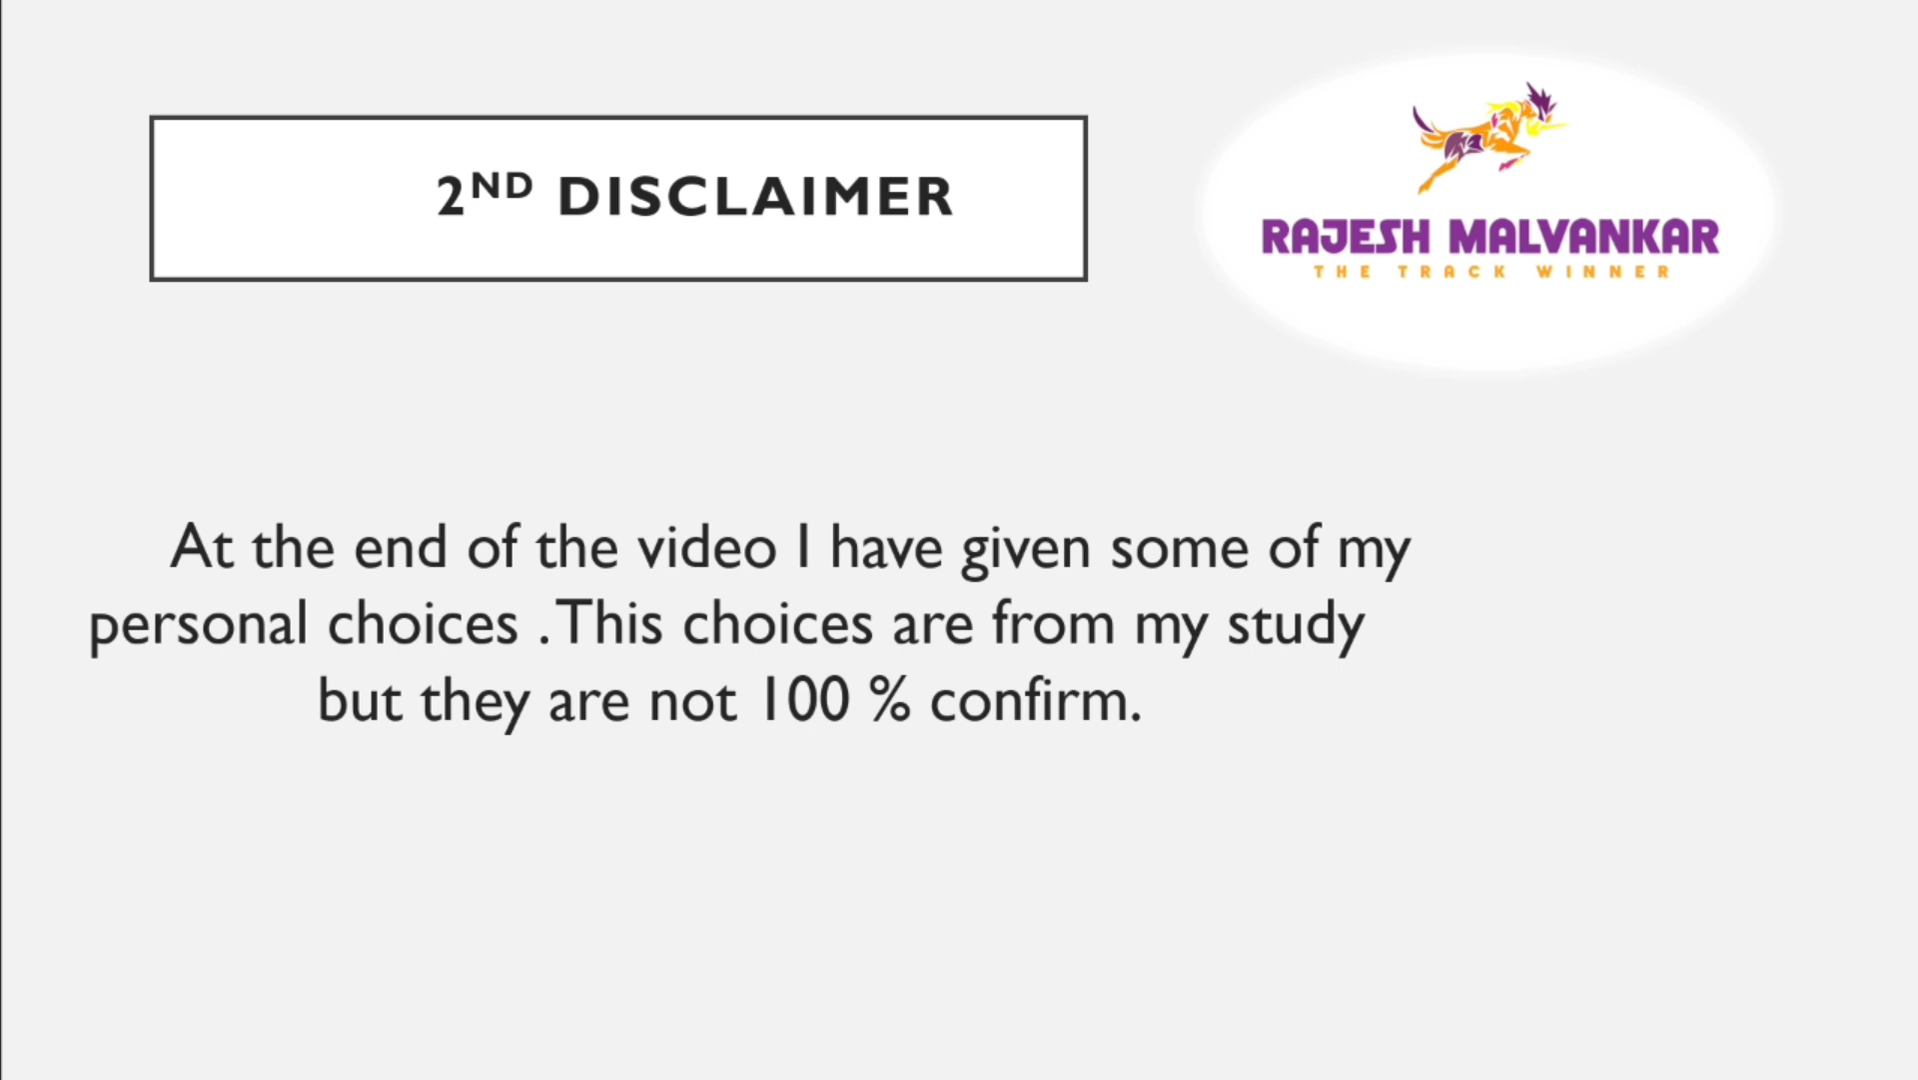 2ND DISCLAIMER
RAJESH MALVANKAR
THE TRACK WINNER
At the end of the video I have given some of my
personal choices . This choices are from my study
but they are not 100 % confirm.